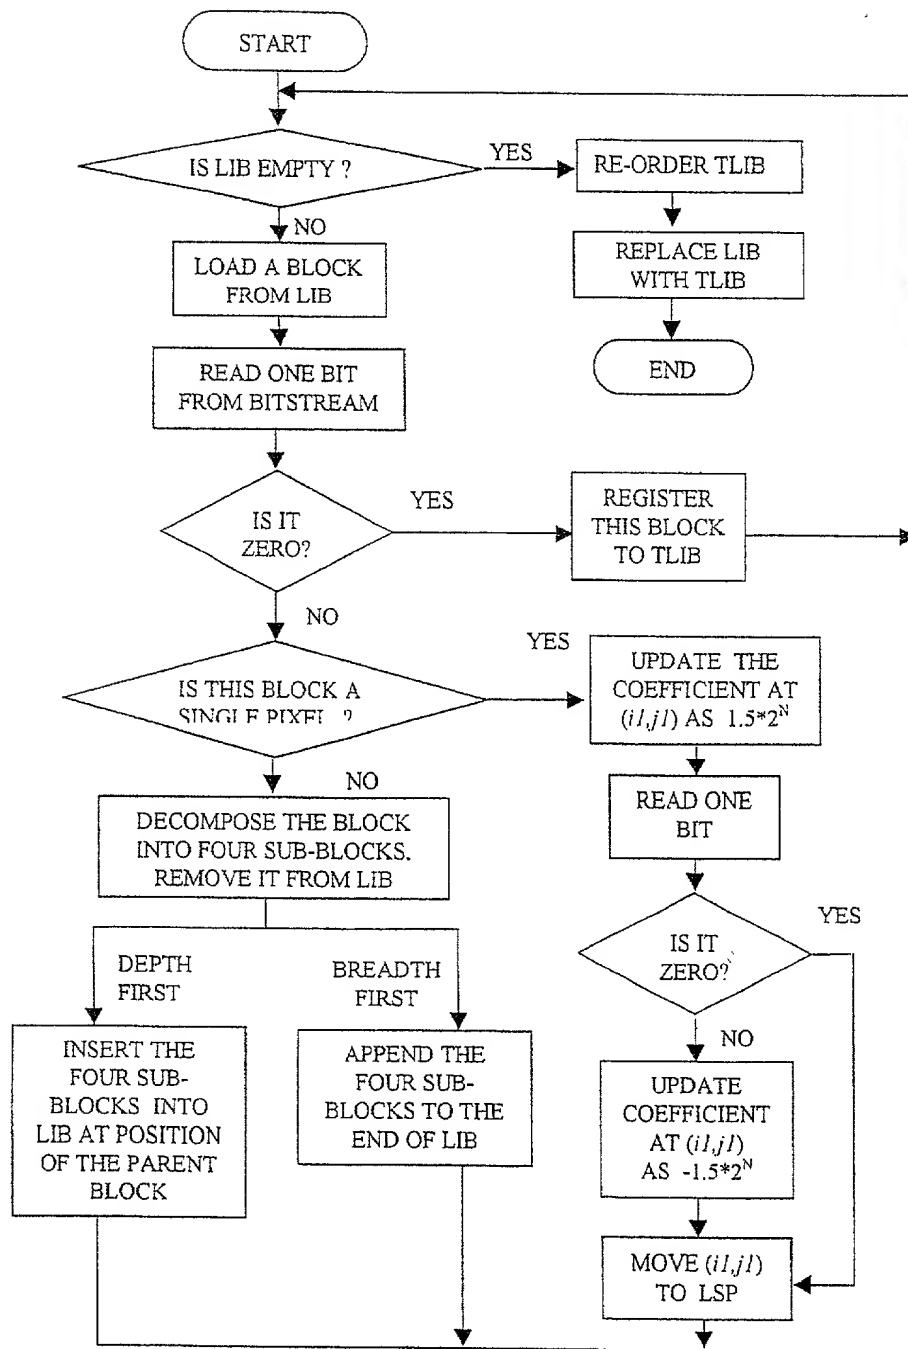 START
IS LIB EMPTY ?
YES
RE-ORDER TLIB
NO
LOAD A BLOCK
FROM LIB
REPLACE LIB
WITH TLIB
READ ONE BIT
FROM BITSTREAM
END
IS IT
ZERO?
YES
REGISTER
THIS BLOCK
TO TLIB
NO
IS THIS BLOCK A
SINGLE PIXEL ?
YES
UPDATE THE
COEFFICIENT AT
(i1,j1) AS 1.5*2^N
NO
READ ONE
BIT
DECOMPOSE THE BLOCK
INTO FOUR SUB-BLOCKS.
REMOVE IT FROM LIB
IS IT
ZERO?
YES
DEPTH
FIRST
BREADTH
FIRST
NO
INSERT THE
FOUR SUB-
BLOCKS INTO
LIB AT POSITION
OF THE PARENT
BLOCK
APPEND THE
FOUR SUB-
BLOCKS TO THE
END OF LIB
UPDATE
COEFFICIENT
AT (i1,j1)
AS -1.5*2^N
MOVE (i1,j1)
TO LSP